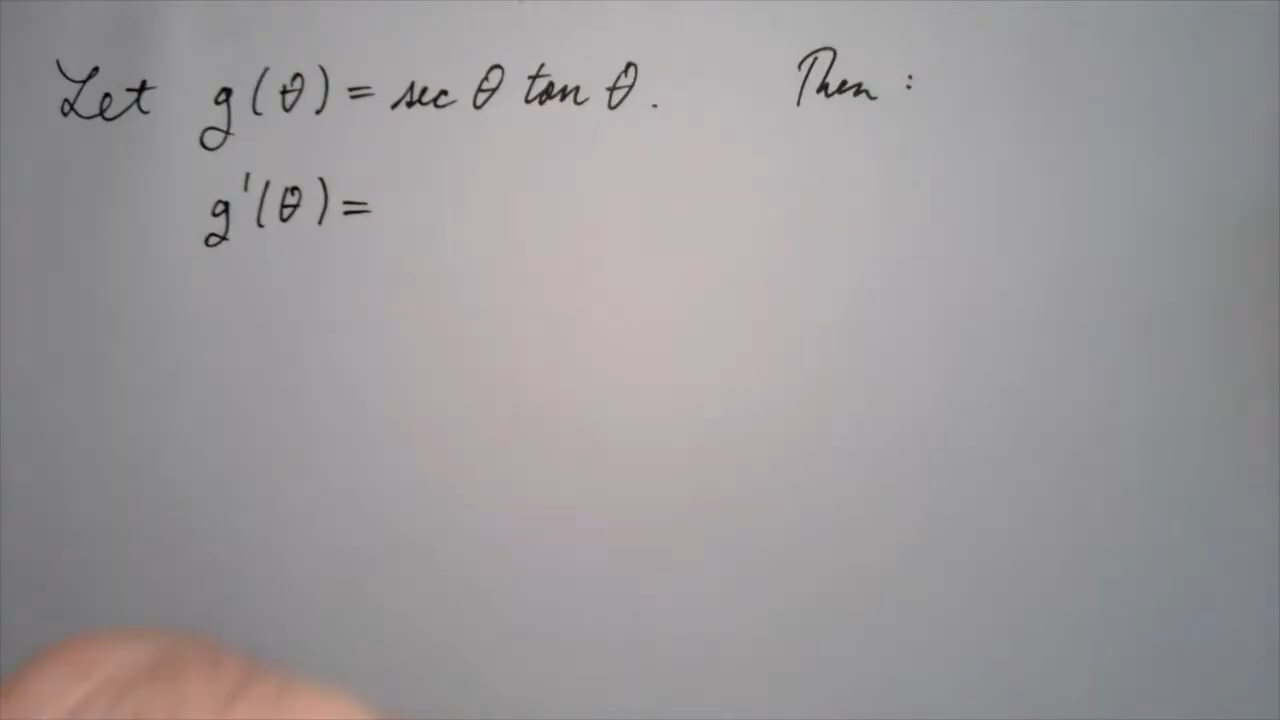 Let g(θ) = sec θ tan θ. Then :
g'(θ) =